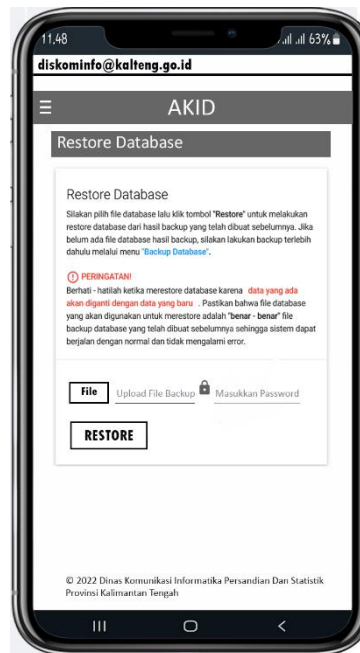 11.48 63%
diskominfo@kalteng.go.id
AKID
Restore Database
Restore Database
Silakan pilih file database lalu klik tombol "Restore" untuk melakukan
restore database dari hasil backup yang telah dibuat sebelumnya. Jika
belum ada file database hasil backup, silakan lakukan backup terlebih
dahulu melalui menu "Backup Database".
PERINGATAN!
Berhati - hatilah ketika merestore database karena data yang ada
akan diganti dengan data yang baru . Pastikan bahwa file database
yang akan digunakan untuk merestore adalah "benar - benar" file
backup database yang telah dibuat sebelumnya sehingga sistem dapat
berjalan dengan normal dan tidak mengalami error.
File Upload File Backup Masukkan Password
RESTORE
© 2022 Dinas Komunikasi Informatika Persandian Dan Statistik
Provinsi Kalimantan Tengah